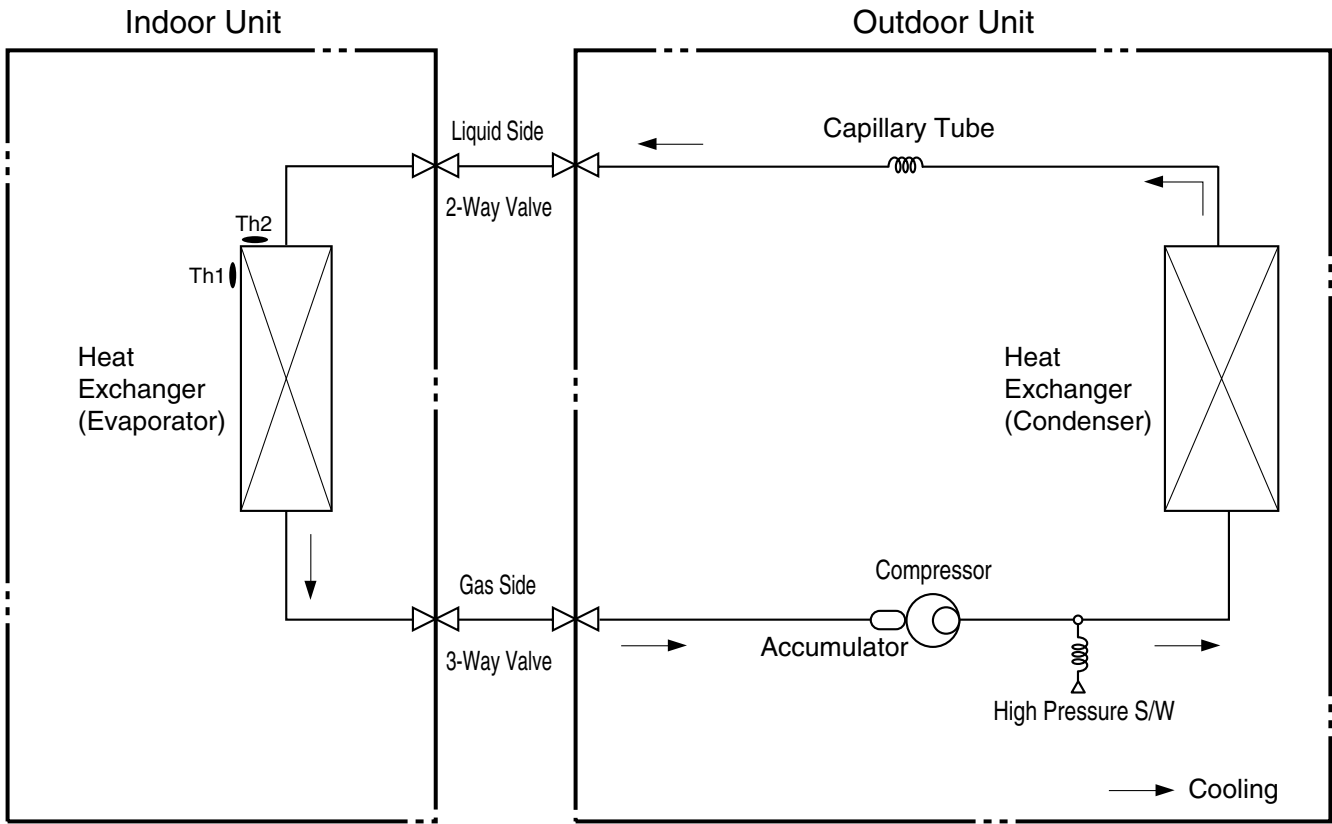 Indoor Unit
Outdoor Unit
Liquid Side
Capillary Tube
2-Way Valve
Th2
Th1
Heat
Exchanger
(Evaporator)
Heat
Exchanger
(Condenser)
Gas Side
Compressor
3-Way Valve
Accumulator
High Pressure S/W
Cooling